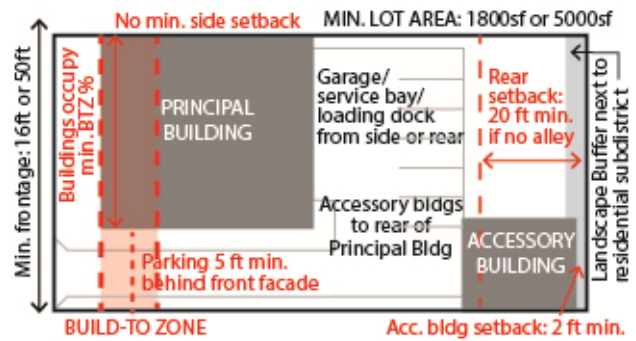 No min. side setback
MIN. LOT AREA: 1800sf or 5000sf
Min. frontage: 16ft or 50ft
Buildings occupy
min. BTZ %
PRINCIPAL
BUILDING
Garage/
service bay/
loading dock
from side or rear
Rear
setback:
20 ft min.
if no alley
Landscape Buffer next to
residential subdistrict
Accessory bldgs
to rear of
Principal Bldg
ACCESSORY
BUILDING
Parking 5 ft min.
behind front facade
BUILD-TO ZONE
Acc. bldg setback: 2 ft min.